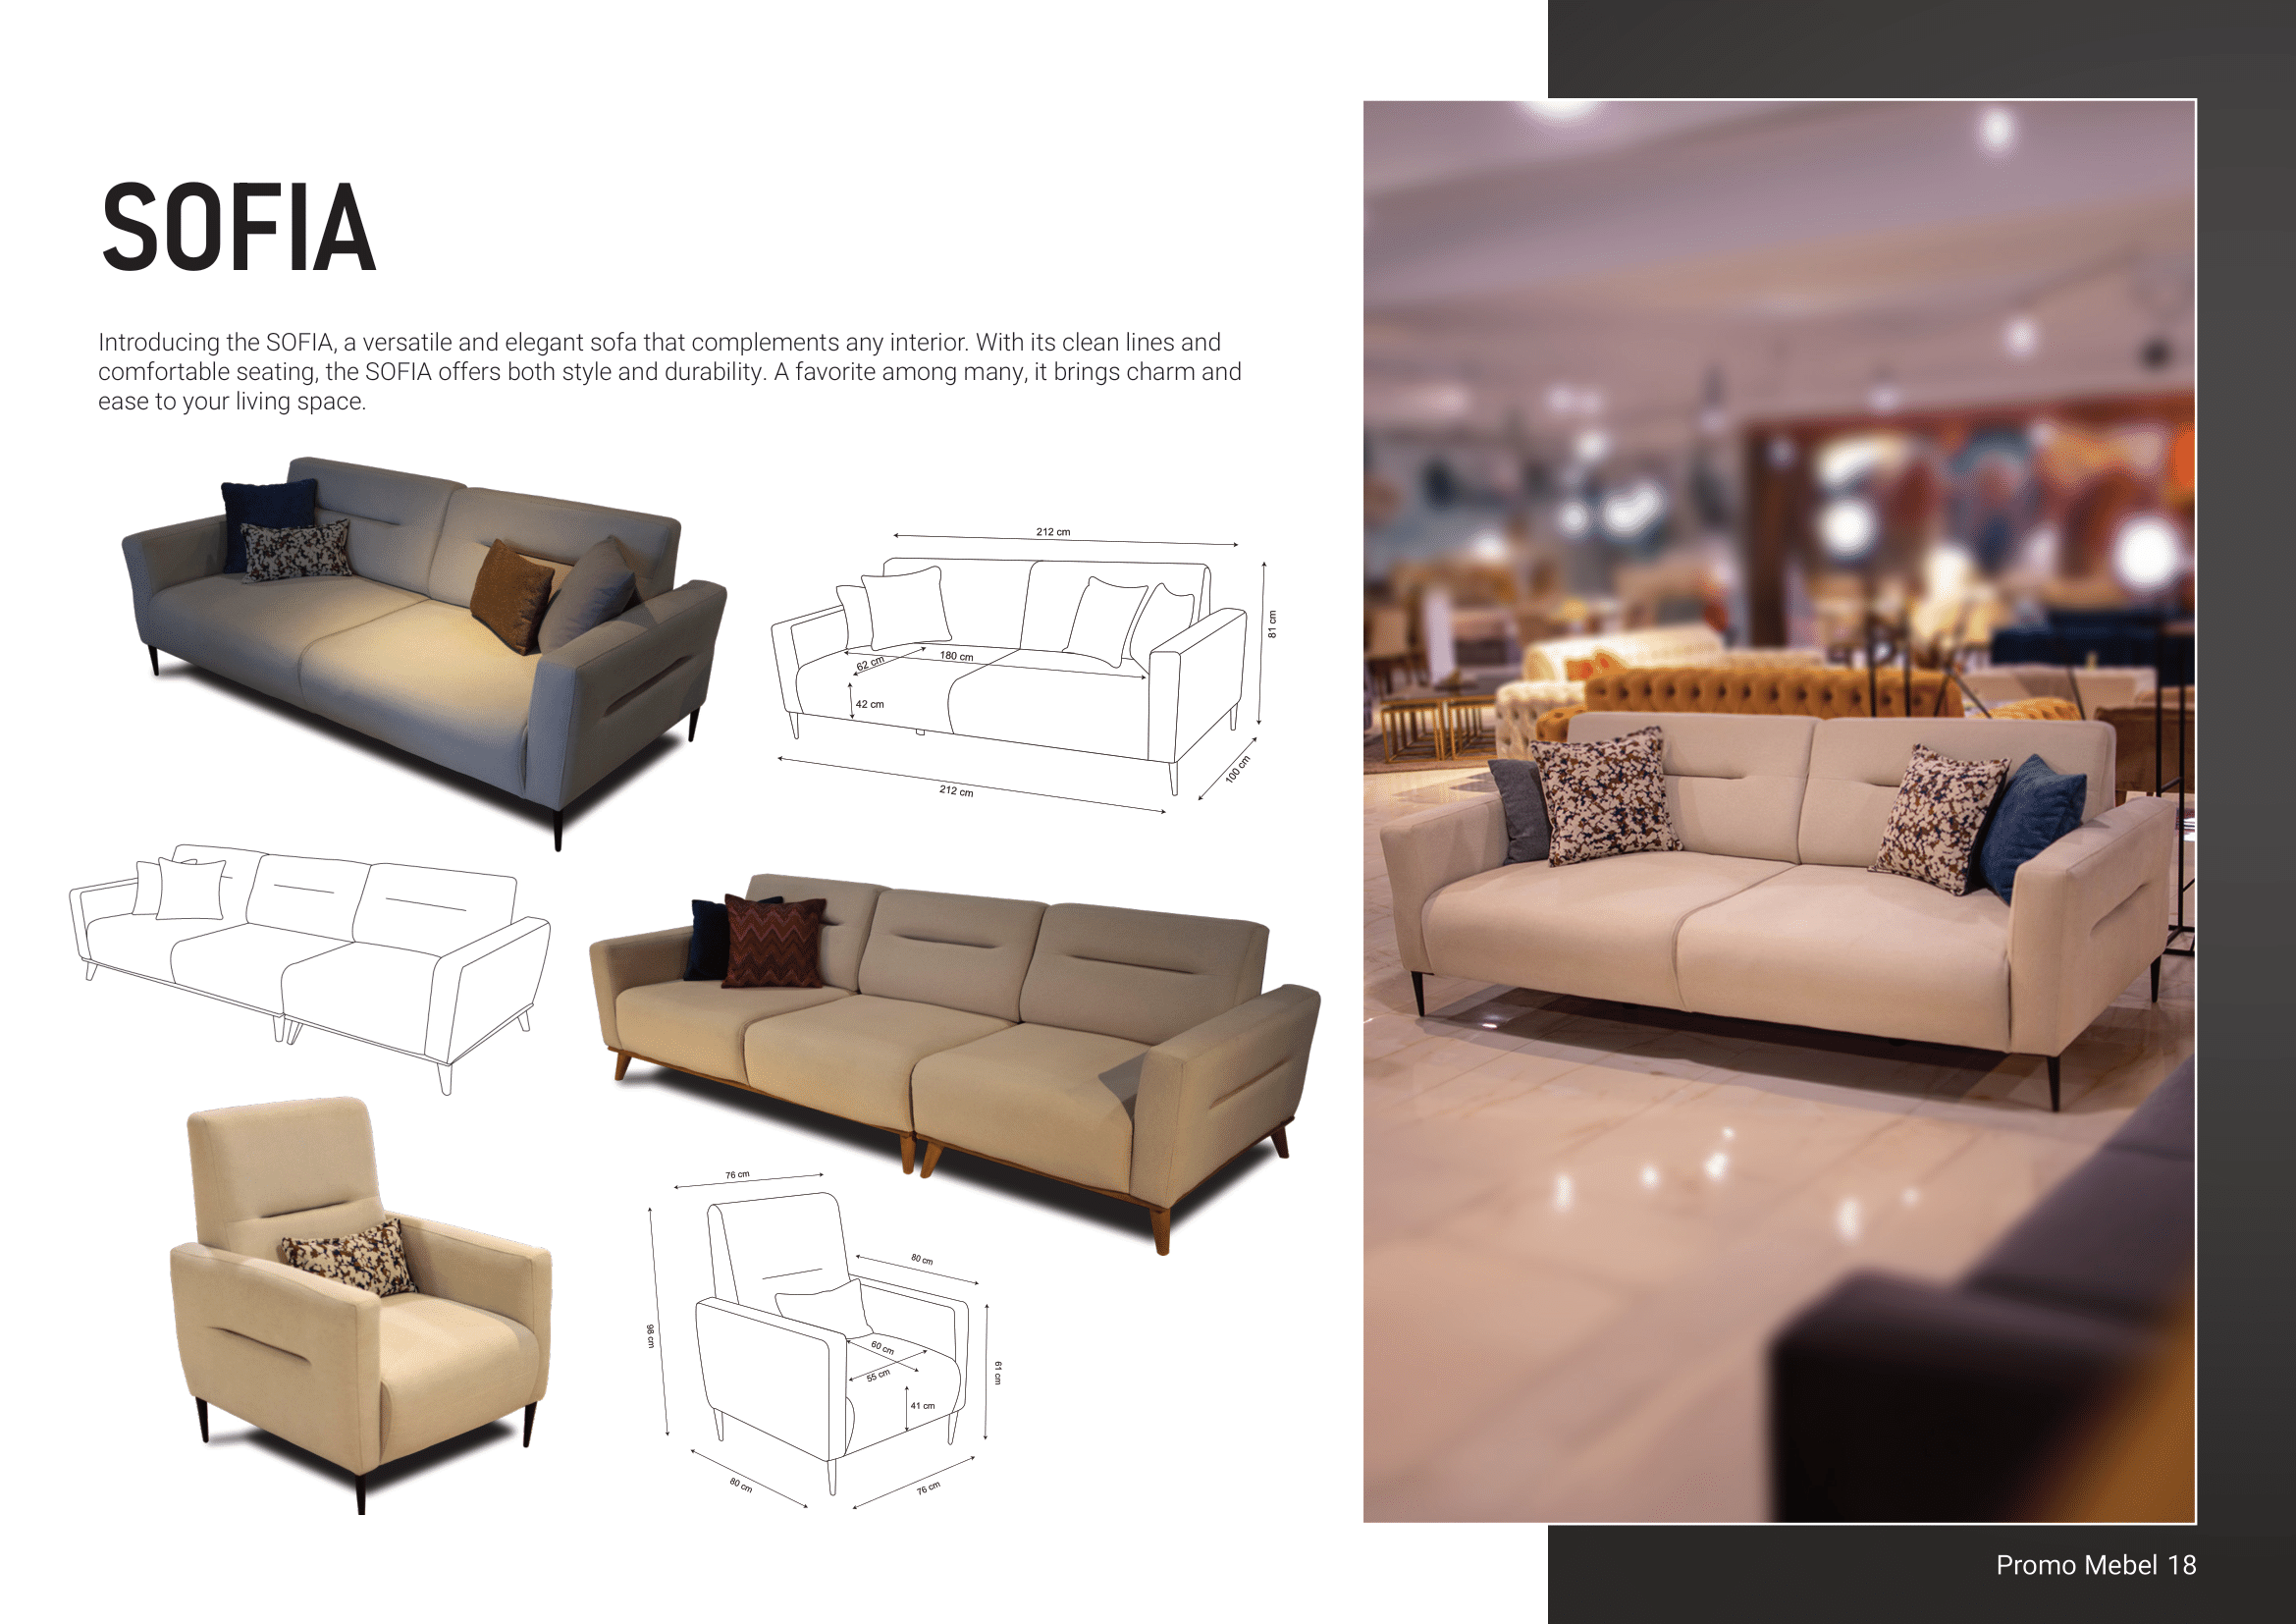 SOFIA
Introducing the SOFIA, a versatile and elegant sofa that complements any interior. With its clean lines and
comfortable seating, the SOFIA offers both style and durability. A favorite among many, it brings charm and
ease to your living space.
212 cm
81 cm
62 cm
180 cm
42 cm
100 cm
212 cm
76 cm
98 cm
80 cm
60 cm
55 cm
61 cm
41 cm
80 cm
76 cm
Promo Mebel 18